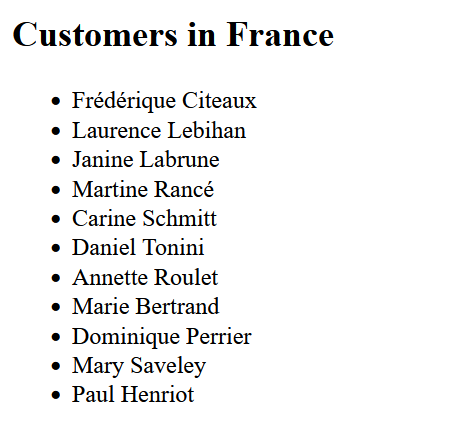 Customers in France
• Frédérique Citeaux
• Laurence Lebihan
• Janine Labrune
• Martine Rancé
• Carine Schmitt
• Daniel Tonini
• Annette Roulet
• Marie Bertrand
• Dominique Perrier
• Mary Saveley
• Paul Henriot